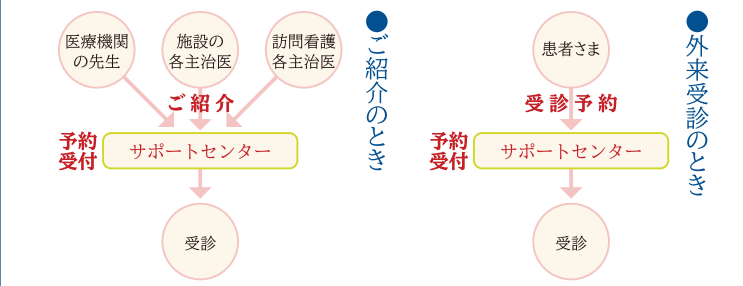 ●ご紹介のとき
医療機関
の先生
施設の
各主治医
訪問看護
各主治医
ご紹介
予約
受付
サポートセンター
受診
●外来受診のとき
患者さま
受診予約
予約
受付
サポートセンター
受診